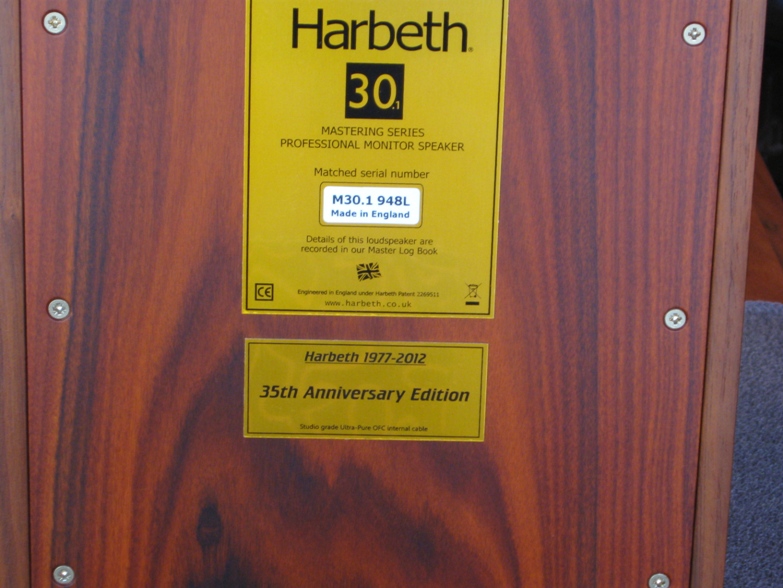 Harbeth®
30.1
MASTERING SERIES
PROFESSIONAL MONITOR SPEAKER
Matched serial number
M30.1 948L
Made in England
Details of this loudspeaker are
recorded in our Master Log Book
CE
Engineered in England under Harbeth Patent 2269511
www.harbeth.co.uk
Harbeth 1977-2012
35th Anniversary Edition
Studio grade Ultra-Pure OFC internal cable